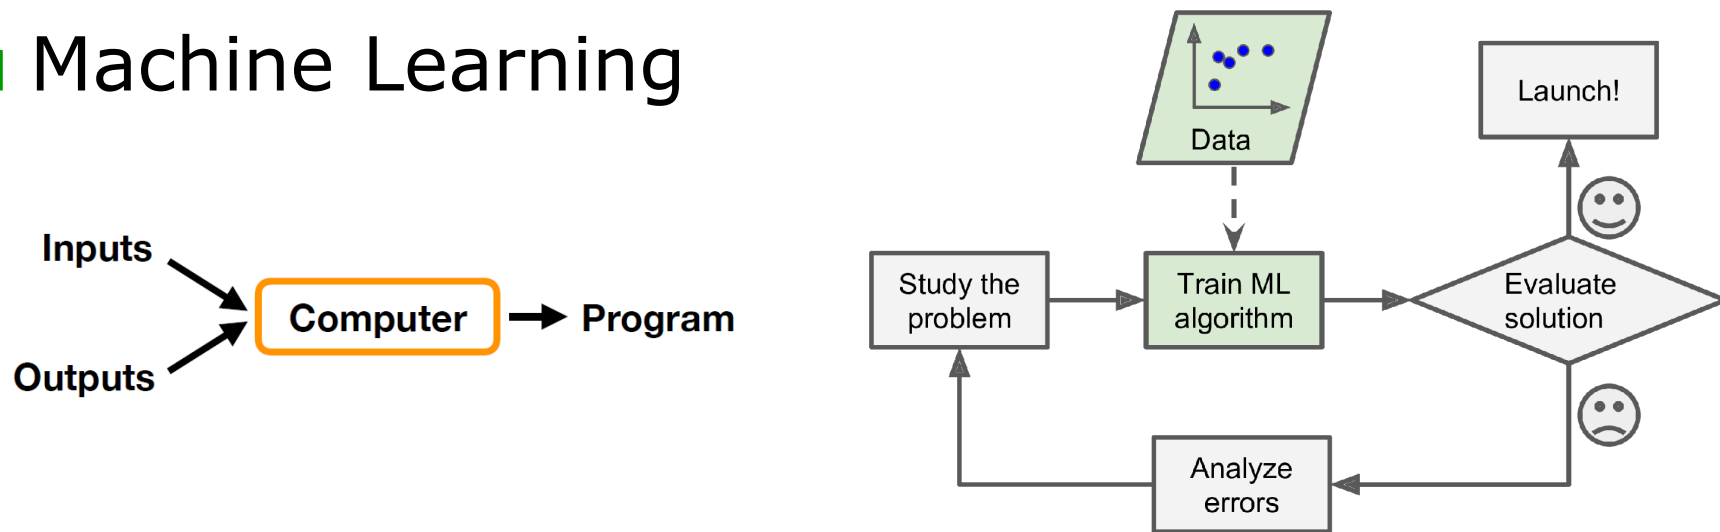 Machine Learning
Inputs
Outputs
Computer
Program
Data
Launch!
Study the
problem
Train ML
algorithm
Evaluate
solution
Analyze
errors